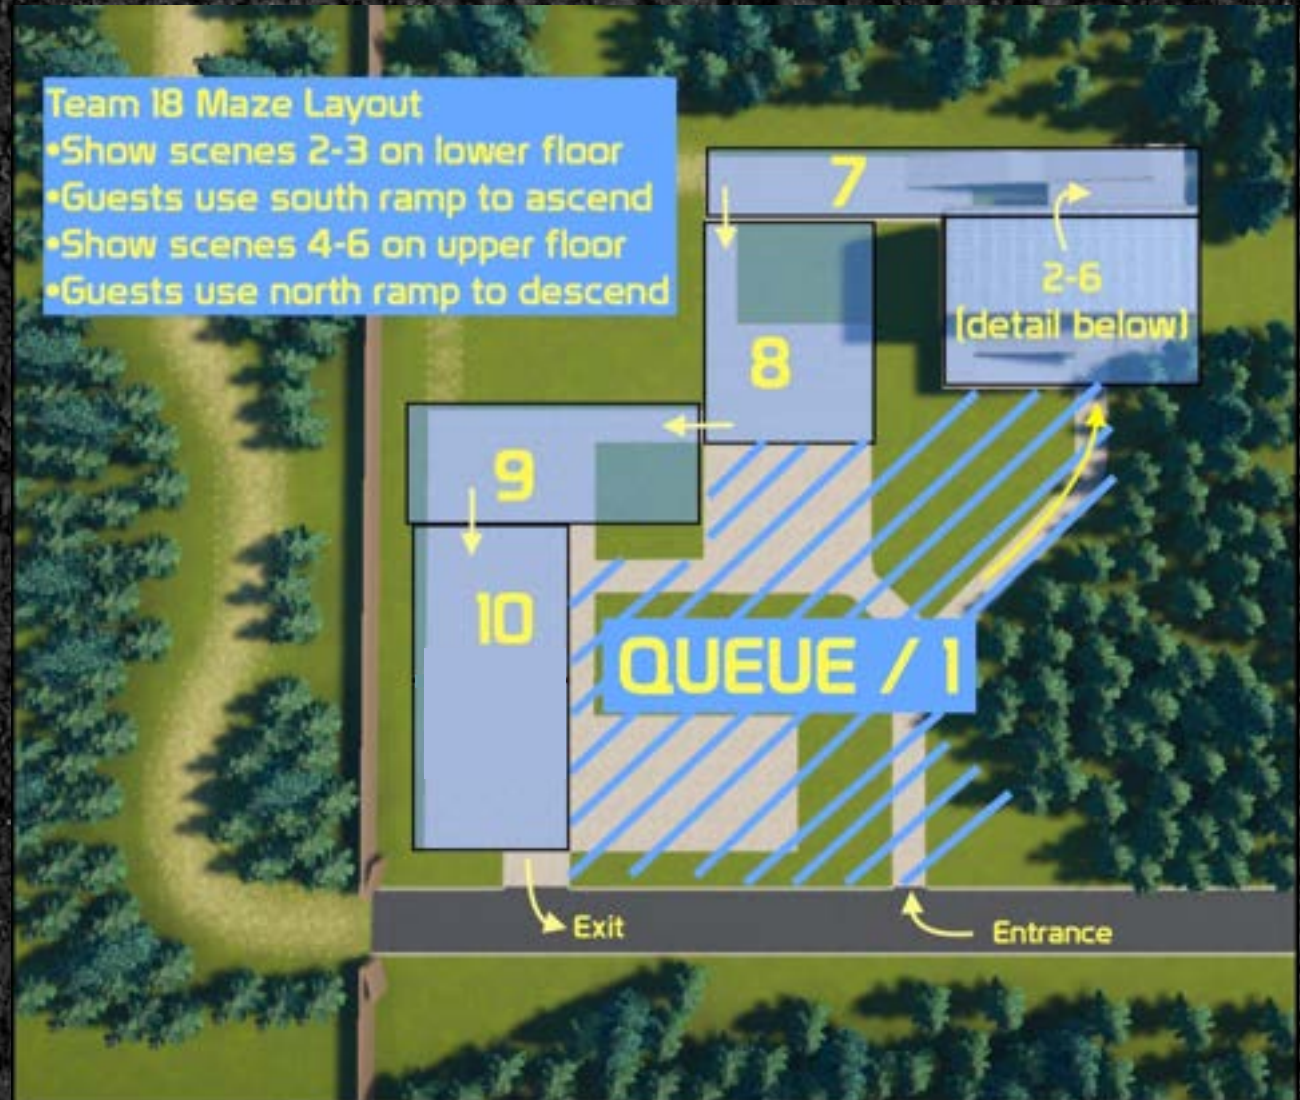 Team 18 Maze Layout
•Show scenes 2-3 on lower floor
•Guests use south ramp to ascend
•Show scenes 4-6 on upper floor
•Guests use north ramp to descend
7
2-6
(detail below)
8
9
10
QUEUE / 1
Exit
Entrance